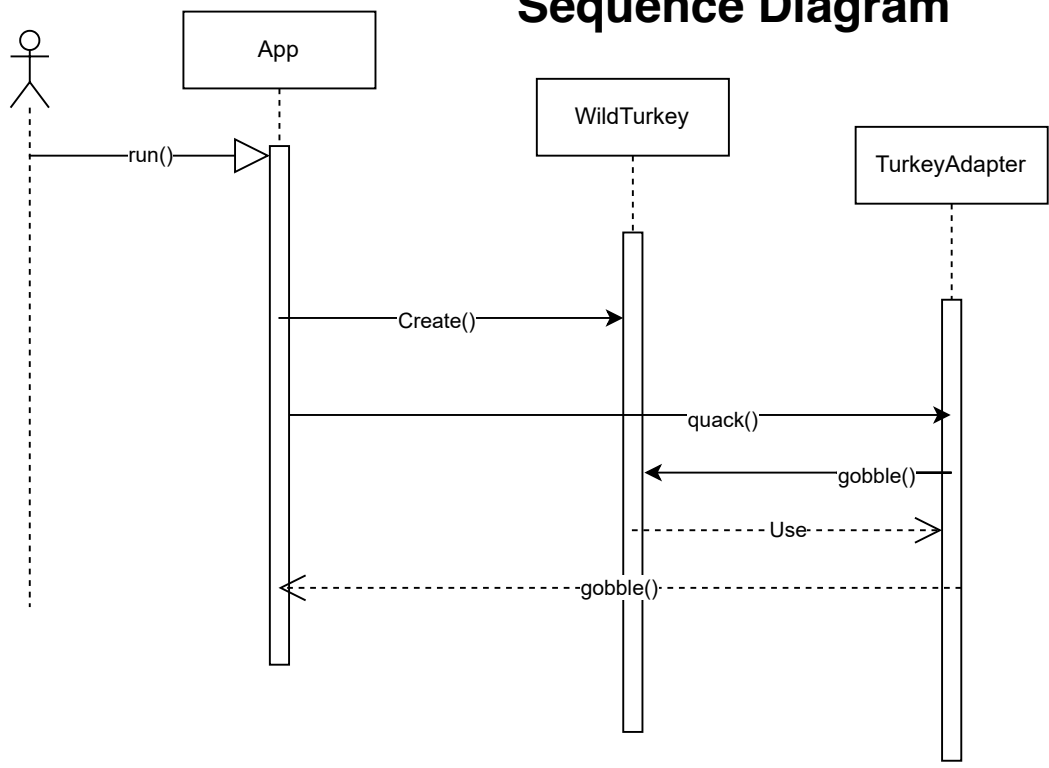 Sequence Diagram
App
WildTurkey
TurkeyAdapter
run()
Create()
quack()
gobble()
Use
gobble()